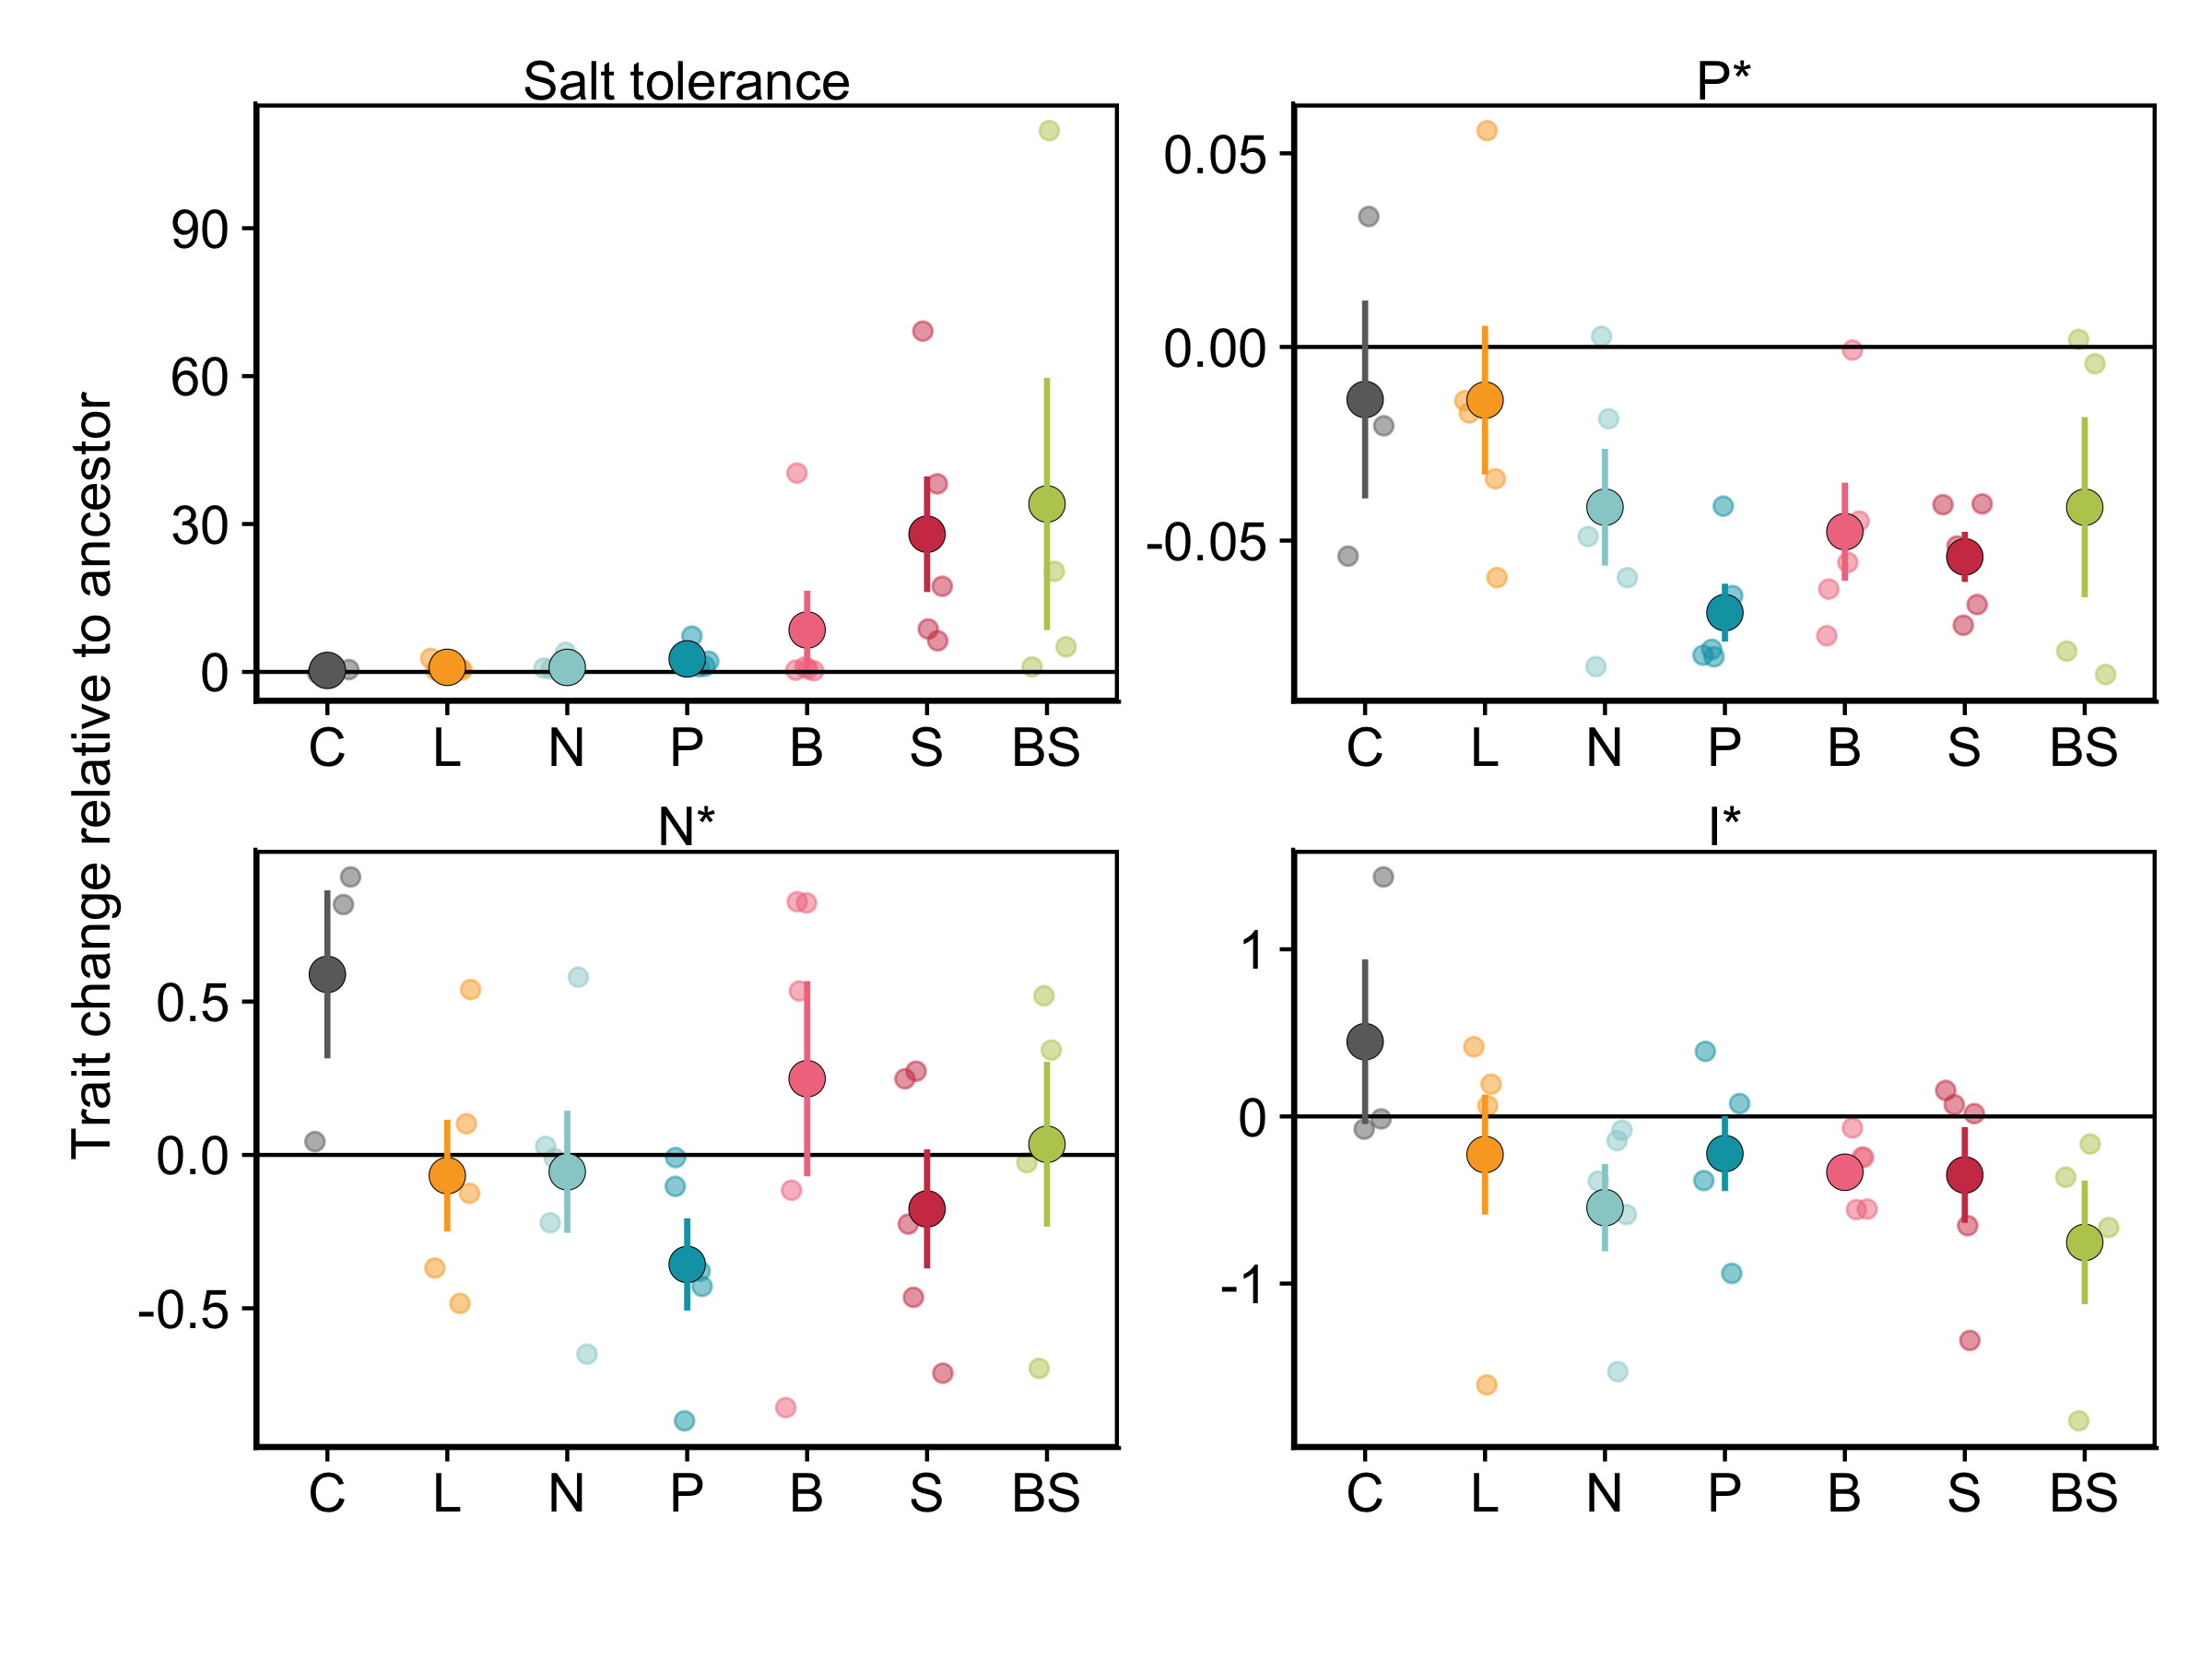 Trait change relative to ancestor
Salt tolerance
90
60
30
0
C L N P B S BS
P*
0.05
0.00
-0.05
C L N P B S BS
N*
0.5
0.0
-0.5
C L N P B S BS
I*
1
0
-1
C L N P B S BS